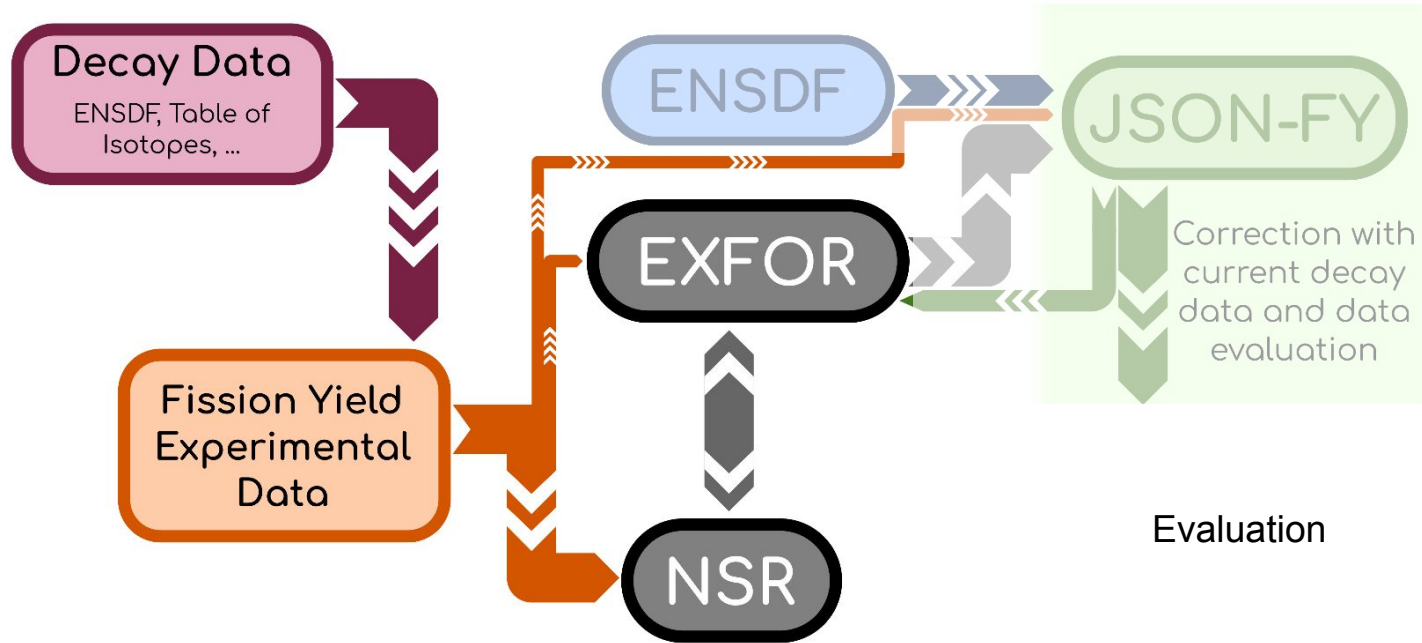 Decay Data
ENSDF, Table of
Isotopes, ...
ENSDF
JSON-FY
EXFOR
Correction with
current decay
data and data
evaluation
Fission Yield
Experimental
Data
NSR
Evaluation